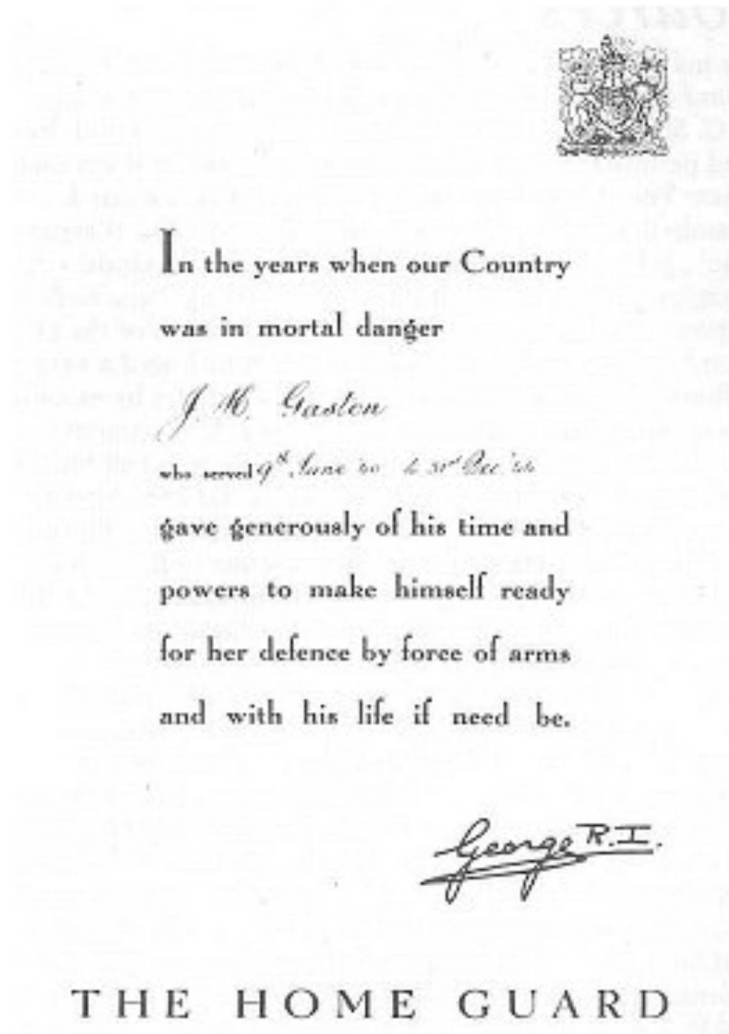 In the years when our Country
was in mortal danger
J. M. Gaston
who served 9th June '40 to 31st Dec. '44
gave generously of his time and
powers to make himself ready
for her defence by force of arms
and with his life if need be.
George R.I.
THE HOME GUARD